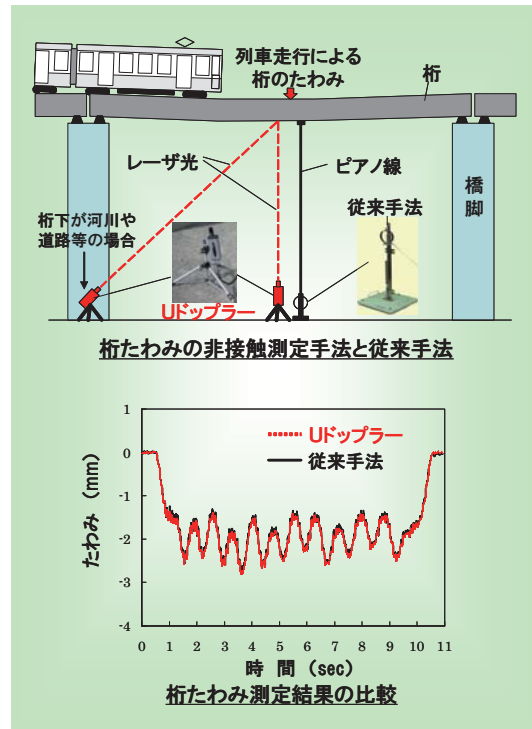 列車走行による
桁のたわみ
桁
レーザ光
ピアノ線
橋
脚
従来手法
桁下が河川や
道路等の場合
Uドップラー
桁たわみの非接触測定手法と従来手法
1
0
-1
-2
-3
-4
たわみ (mm)
Uドップラー
従来手法
0 1 2 3 4 5 6 7 8 9 10 11
時 間 (sec)
桁たわみ測定結果の比較